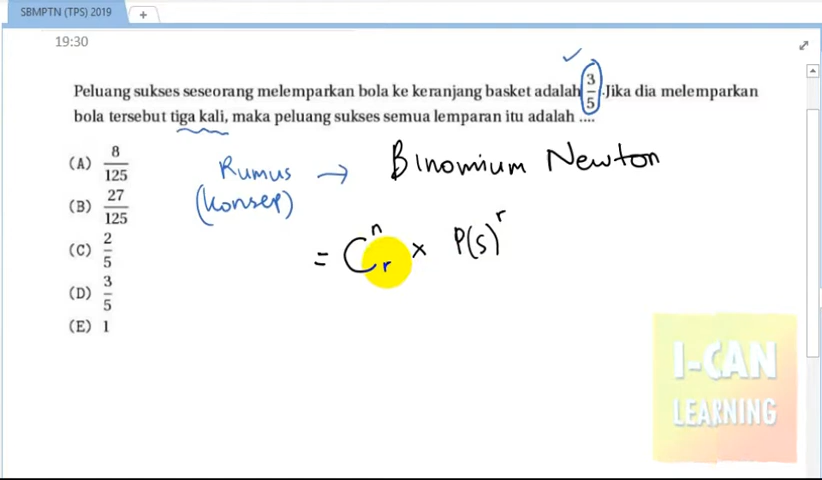 SBMPTN (TPS) 2019
19:30
Peluang sukses seseorang melemparkan bola ke keranjang basket adalah 3/5. Jika dia melemparkan
bola tersebut tiga kali, maka peluang sukses semua lemparan itu adalah ....
(A) 8/125
(B) 27/125
(C) 2/5
(D) 3/5
(E) 1
Rumus → Binomium Newton
(konsep)
= C^n_r × P(s)^r
I-CAN
LEARNING